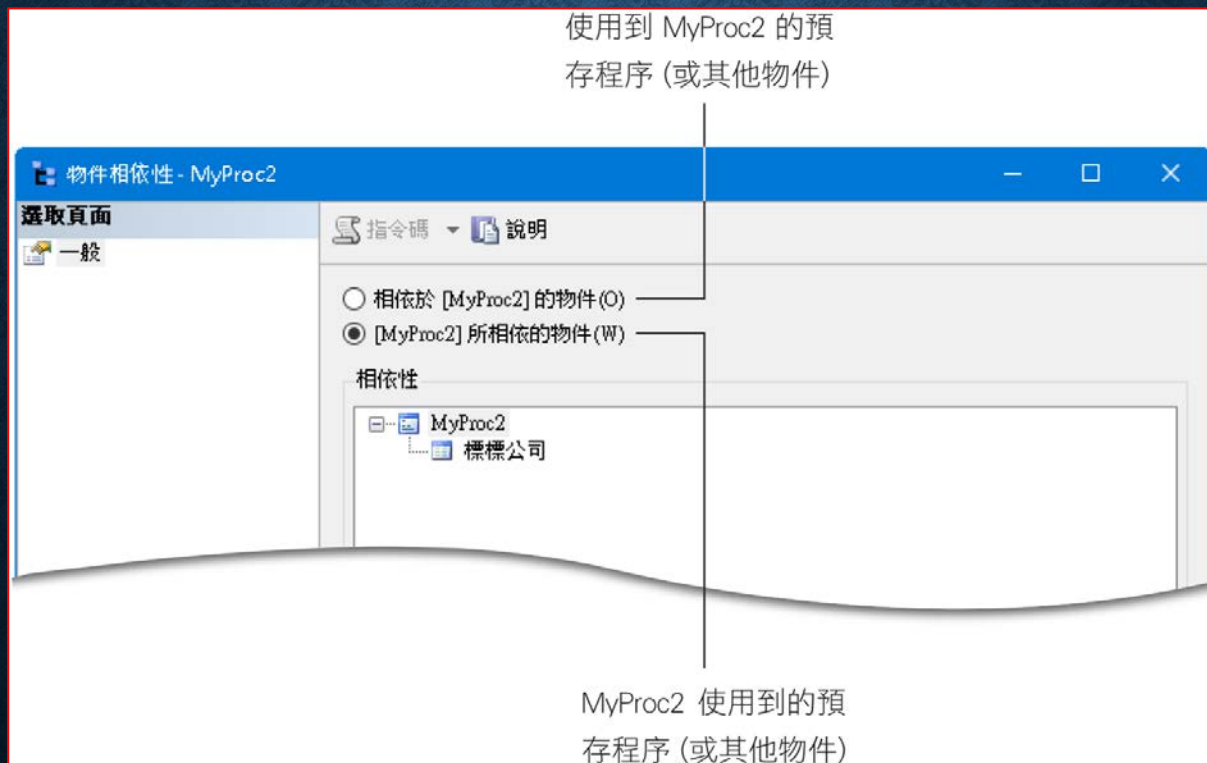 使用到 MyProc2 的預
存程序 (或其他物件)
物件相依性 - MyProc2
選取頁面
一般
指令碼
說明
相依於 [MyProc2] 的物件(O)
[MyProc2] 所相依的物件(W)
相依性
MyProc2
標標公司
MyProc2 使用到的預
存程序 (或其他物件)